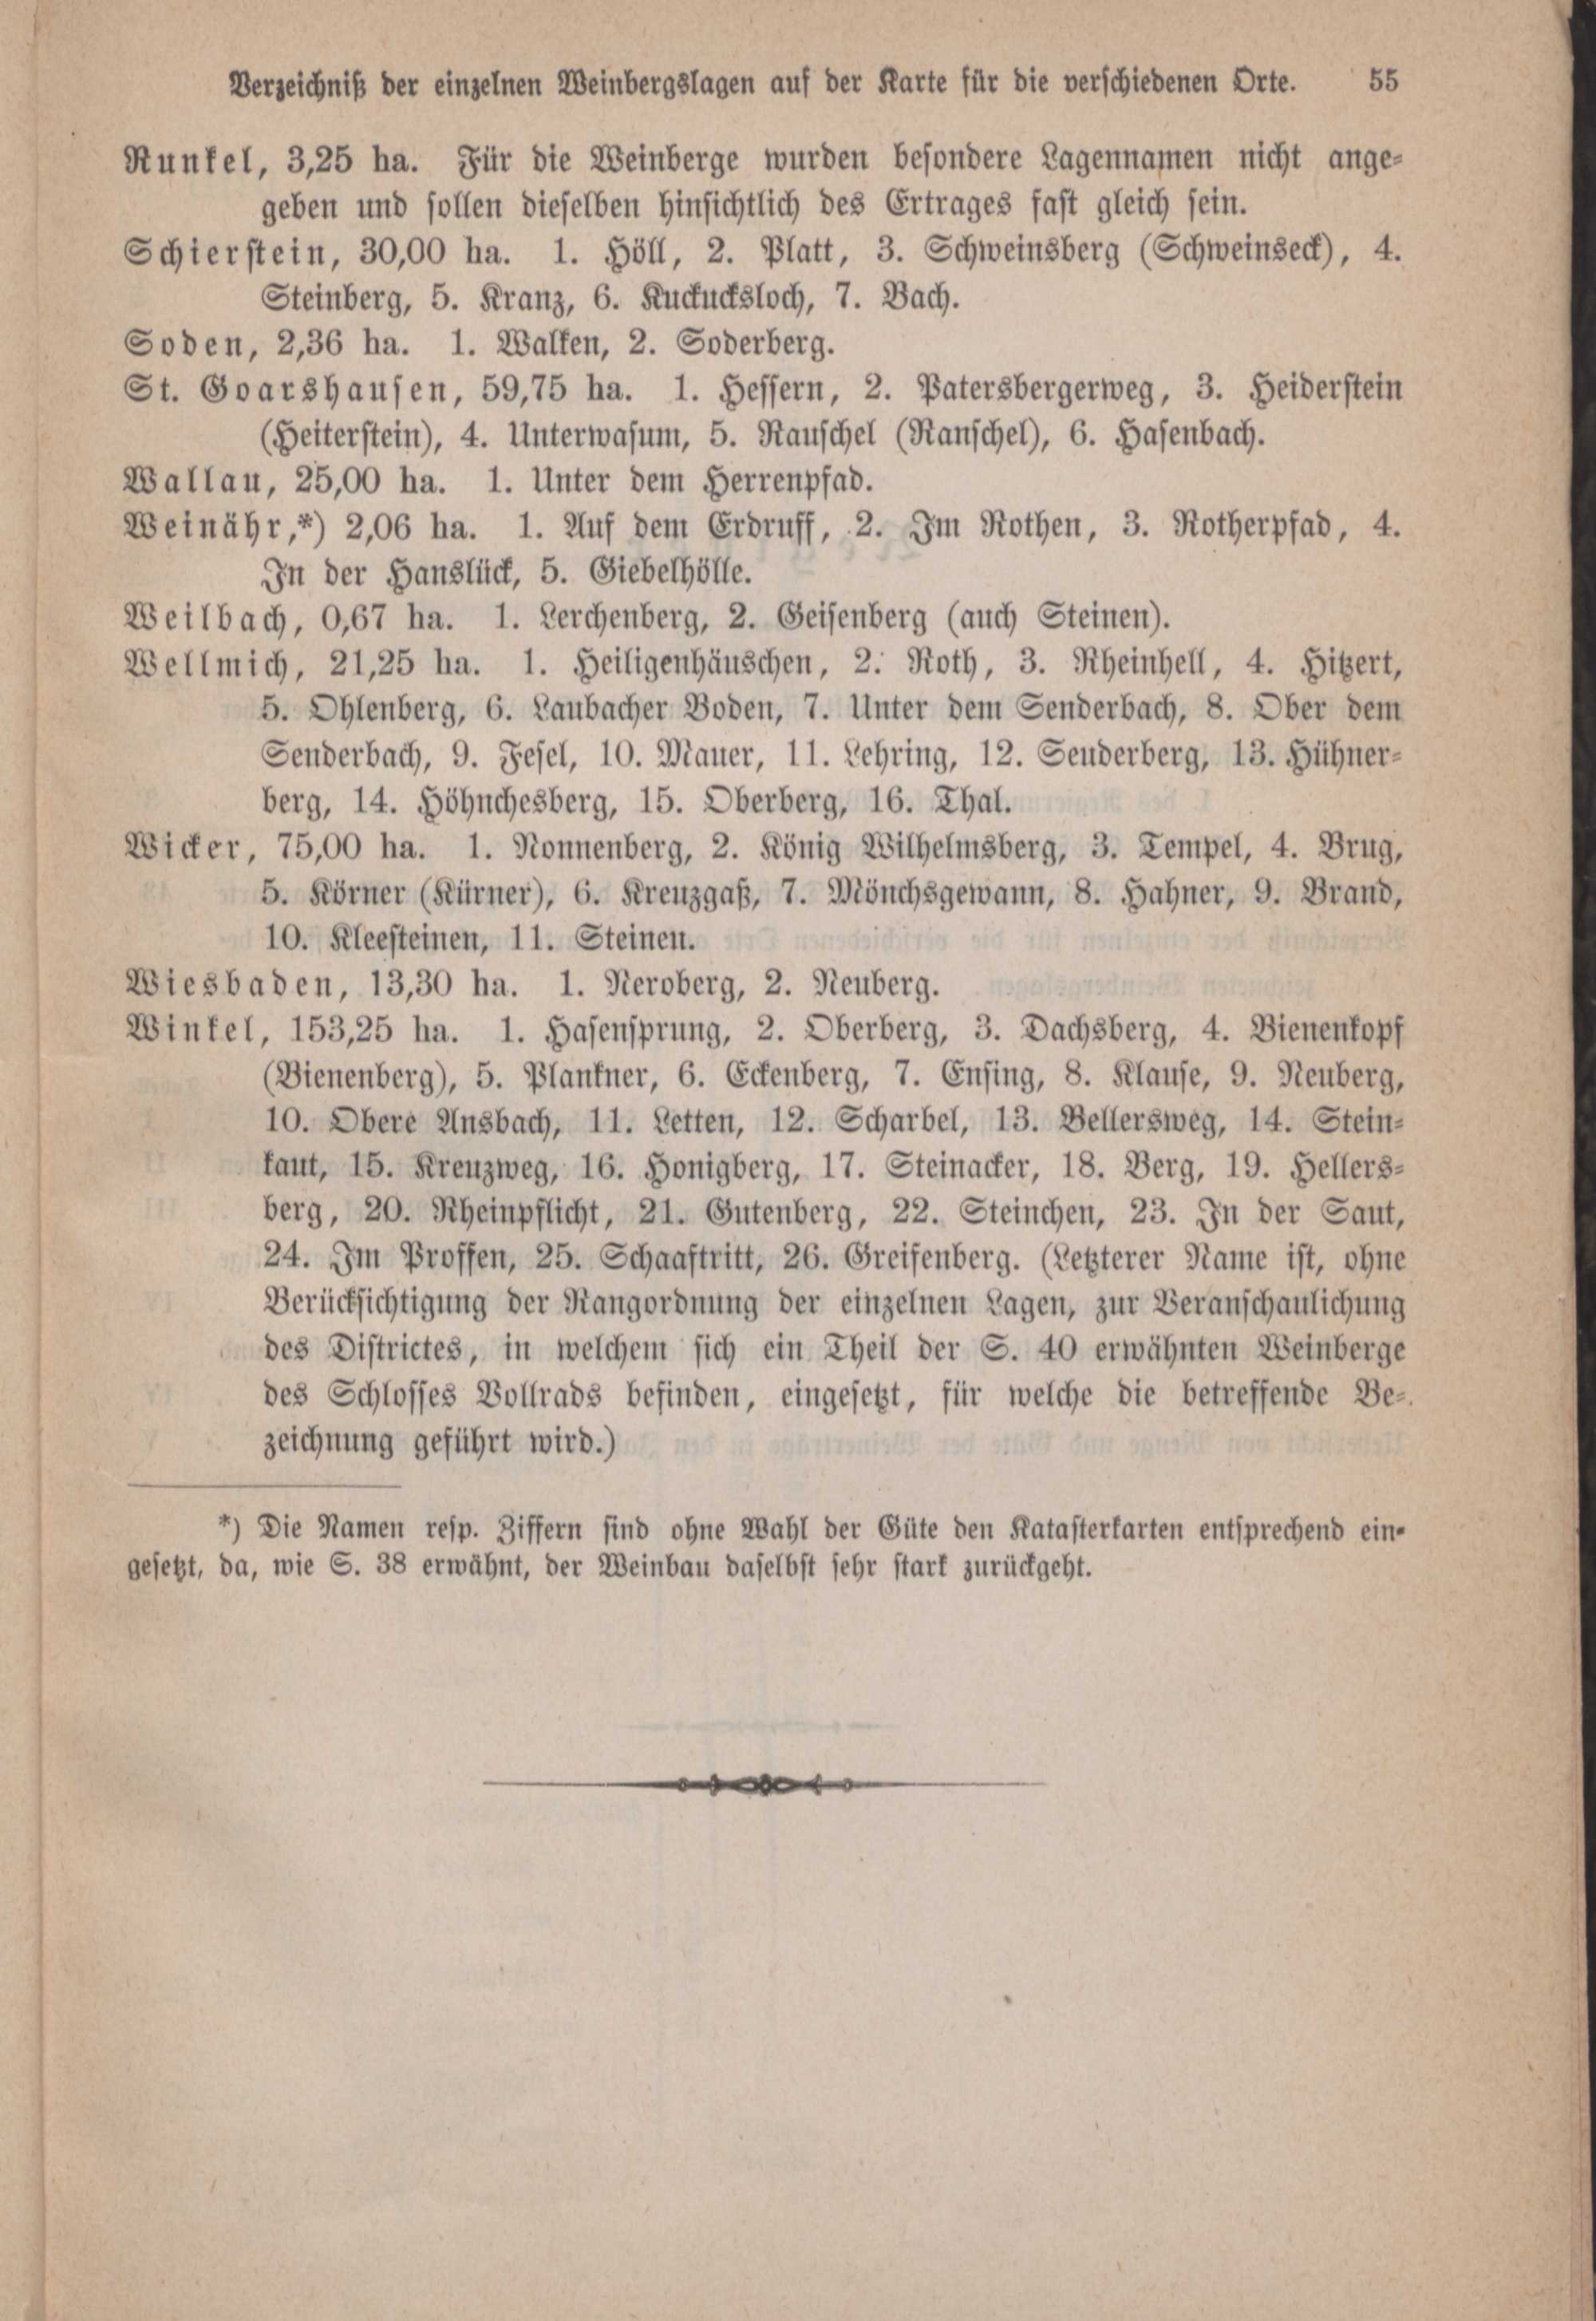 Verzeichniß der einzelnen Weinbergslagen auf der Karte für die verschiedenen Orte. 55
Runkel, 3,25 ha. Für die Weinberge wurden besondere Lagennamen nicht ange-
geben und sollen dieselben hinsichtlich des Ertrages fast gleich sein.
Schierstein, 30,00 ha. 1. Höll, 2. Platt, 3. Schweinsberg (Schweinseck), 4.
Steinberg, 5. Kranz, 6. Kuckucksloch, 7. Bach.
Soden, 2,36 ha. 1. Walken, 2. Soderberg.
St. Goarshausen, 59,75 ha. 1. Hessern, 2. Patersbergerweg, 3. Heiderstein
(Heiterstein), 4. Unterwasum, 5. Rauschel (Ranschel), 6. Hasenbach.
Wallau, 25,00 ha. 1. Unter dem Herrenpfad.
Weinähr,*) 2,06 ha. 1. Auf dem Erdruff, 2. Im Rothen, 3. Rotherpfad, 4.
In der Hanslück, 5. Giebelhölle.
Weilbach, 0,67 ha. 1. Lerchenberg, 2. Geisenberg (auch Steinen).
Wellmich, 21,25 ha. 1. Heiligenhäuschen, 2. Roth, 3. Rheinhell, 4. Hitzert,
5. Ohlenberg, 6. Laubacher Boden, 7. Unter dem Senderbach, 8. Ober dem
Senderbach, 9. Fesel, 10. Mauer, 11. Lehring, 12. Senderberg, 13. Hühner-
berg, 14. Höhnchesberg, 15. Oberberg, 16. Thal.
Wicker, 75,00 ha. 1. Nonnenberg, 2. König Wilhelmsberg, 3. Tempel, 4. Brug,
5. Körner (Kürner), 6. Kreuzgaß, 7. Mönchsgewann, 8. Hahner, 9. Brand,
10. Kleesteinen, 11. Steinen.
Wiesbaden, 13,30 ha. 1. Neroberg, 2. Neuberg.
Winkel, 153,25 ha. 1. Hasensprung, 2. Oberberg, 3. Dachsberg, 4. Bienenkopf
(Bienenberg), 5. Plankner, 6. Eckenberg, 7. Ensing, 8. Klause, 9. Neuberg,
10. Obere Ansbach, 11. Letten, 12. Scharbel, 13. Bellersweg, 14. Stein-
kaut, 15. Kreuzweg, 16. Honigberg, 17. Steinacker, 18. Berg, 19. Hellers-
berg, 20. Rheinpflicht, 21. Gutenberg, 22. Steinchen, 23. In der Saut,
24. Im Proffen, 25. Schaaftritt, 26. Greifenberg. (Letzterer Name ist, ohne
Berücksichtigung der Rangordnung der einzelnen Lagen, zur Veranschaulichung
des Districtes, in welchem sich ein Theil der S. 40 erwähnten Weinberge
des Schlosses Vollrads befinden, eingesetzt, für welche die betreffende Be-
zeichnung geführt wird.)
*) Die Namen resp. Ziffern sind ohne Wahl der Güte den Katasterkarten entsprechend ein-
gesetzt, da, wie S. 38 erwähnt, der Weinbau daselbst sehr stark zurückgeht.